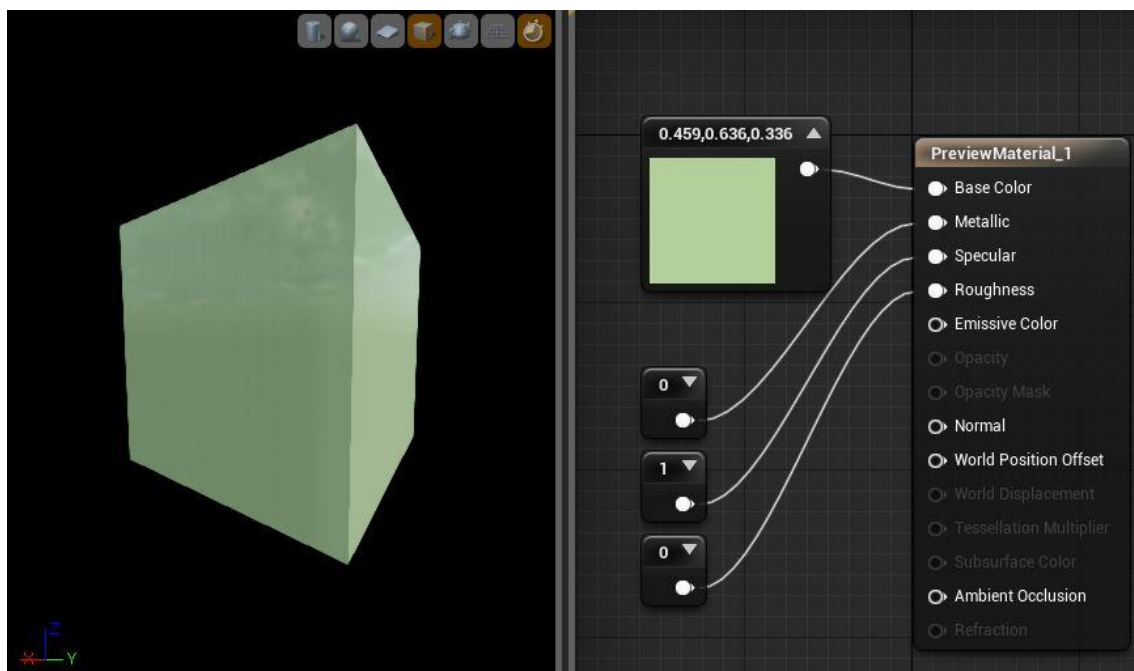 0.459,0.636,0.336
0
1
0
PreviewMaterial_1
Base Color
Metallic
Specular
Roughness
Emissive Color
Opacity
Opacity Mask
Normal
World Position Offset
World Displacement
Tessellation Multiplier
Subsurface Color
Ambient Occlusion
Refraction
Z
X
Y